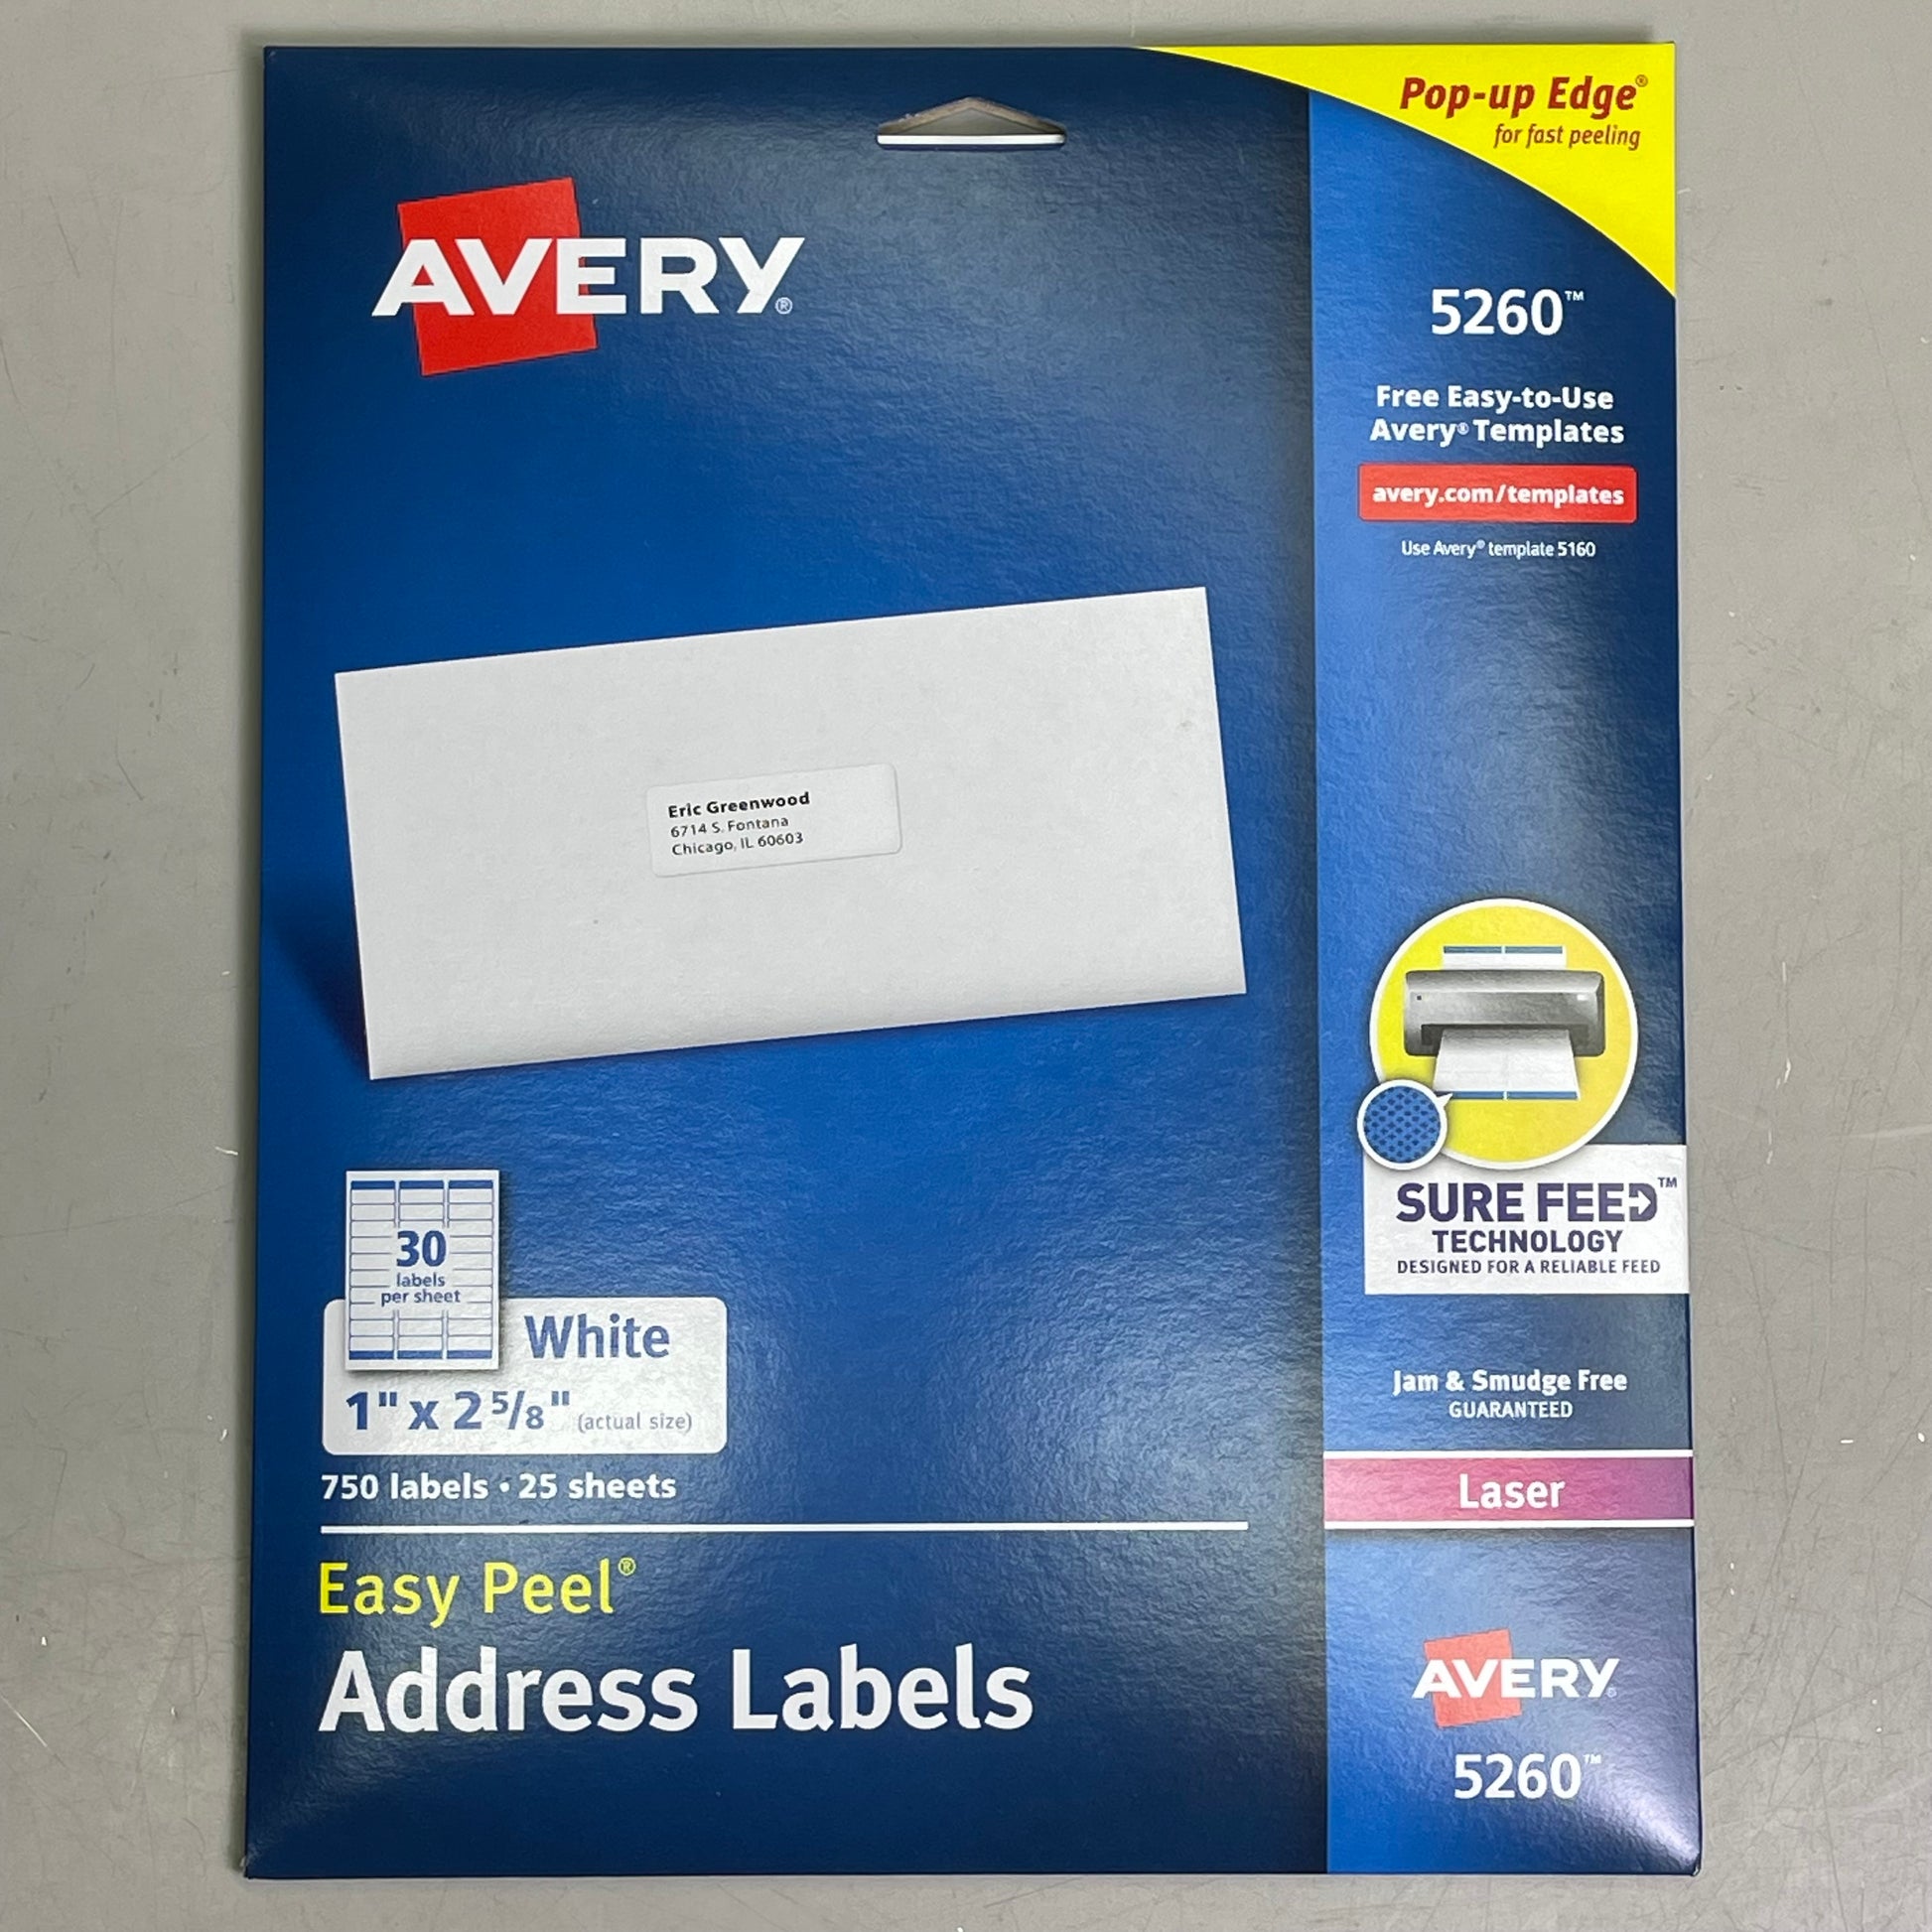 Pop-up Edge®
for fast peeling
AVERY®
5260™
Free Easy-to-Use
Avery® Templates
avery.com/templates
Use Avery® template 5160
Eric Greenwood
6714 S. Fontana
Chicago, IL 60603
SURE FEED™
TECHNOLOGY
DESIGNED FOR A RELIABLE FEED
30
labels
per sheet
White
1" x 2 5/8" (actual size)
750 labels • 25 sheets
Jam & Smudge Free
GUARANTEED
Laser
Easy Peel®
Address Labels
AVERY®
5260™